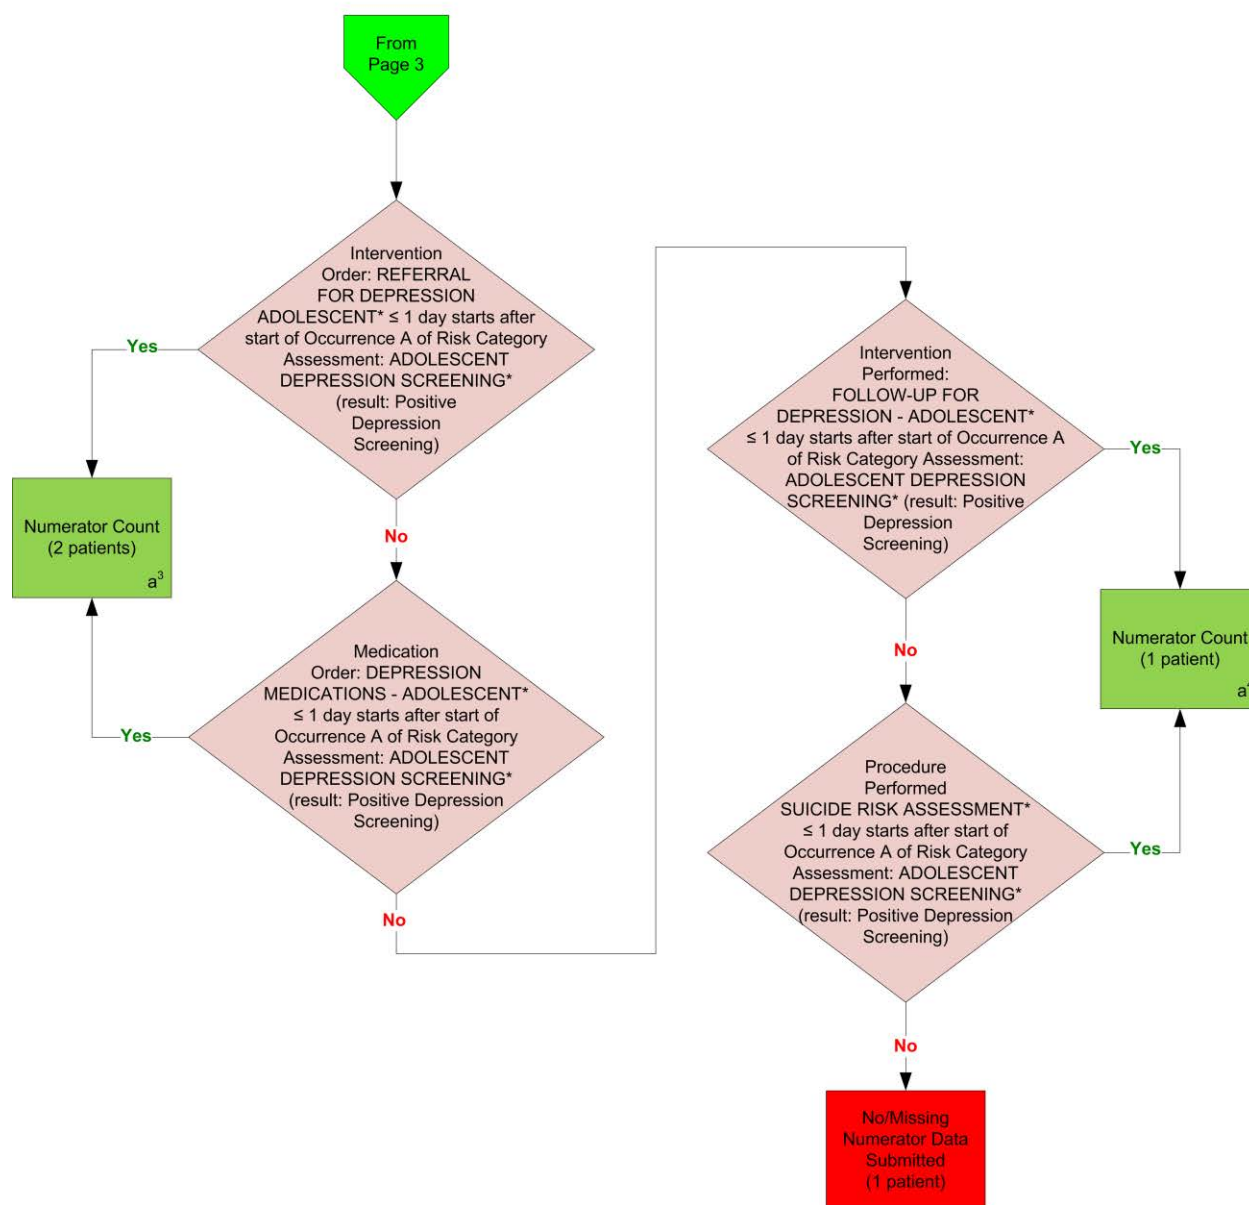 From
Page 3
Intervention
Order: REFERRAL
FOR DEPRESSION
ADOLESCENT* ≤ 1 day starts after
start of Occurrence A of Risk Category
Assessment: ADOLESCENT
DEPRESSION SCREENING*
(result: Positive
Depression
Screening)
Yes
No
Numerator Count
(2 patients)
a³
Medication
Order: DEPRESSION
MEDICATIONS - ADOLESCENT*
≤ 1 day starts after start of
Occurrence A of Risk Category
Assessment: ADOLESCENT
DEPRESSION SCREENING*
(result: Positive Depression
Screening)
Yes
No
Intervention
Performed:
FOLLOW-UP FOR
DEPRESSION - ADOLESCENT*
≤ 1 day starts after start of Occurrence A
of Risk Category Assessment:
ADOLESCENT DEPRESSION
SCREENING* (result: Positive
Depression
Screening)
Yes
No
Numerator Count
(1 patient)
a
Procedure
Performed
SUICIDE RISK ASSESSMENT*
≤ 1 day starts after start of
Occurrence A of Risk Category
Assessment: ADOLESCENT
DEPRESSION SCREENING*
(result: Positive Depression
Screening)
Yes
No
No/Missing
Numerator Data
Submitted
(1 patient)